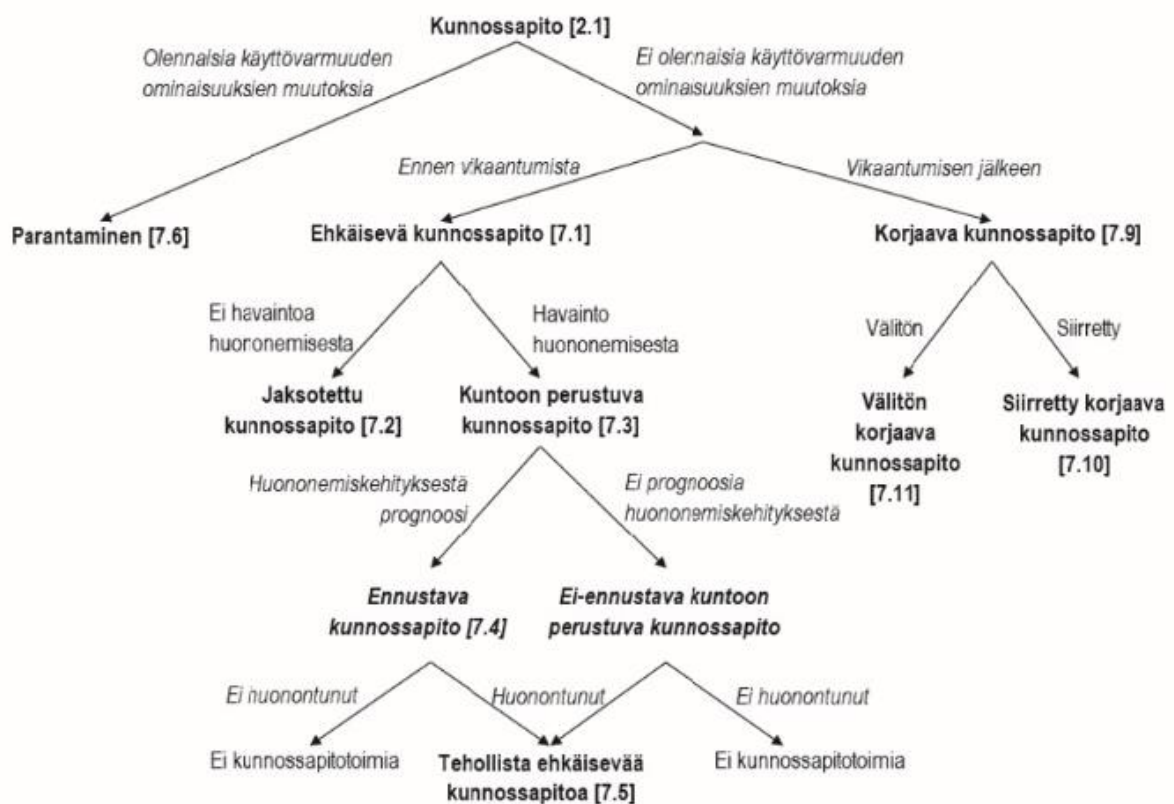 Kunnossapito [2.1]
Olennaisia käyttövarmuuden
ominaisuuksien muutoksia
Ei olennaisia käyttövarmuuden
ominaisuuksien muutoksia
Ennen vikaantumista
Vikaantumisen jälkeen
Parantaminen [7.6]
Ehkäisevä kunnossapito [7.1]
Korjaava kunnossapito [7.9]
Ei havaintoa
huononemisesta
Havainto
huononemisesta
Välitön
Siirretty
Jaksotettu
kunnossapito [7.2]
Kuntoon perustuva
kunnossapito [7.3]
Välitön
korjaava
kunnossapito
[7.11]
Siirretty korjaava
kunnossapito
[7.10]
Huononemiskehityksestä
prognoosi
Ei prognoosia
huononemiskehityksestä
Ennustava
kunnossapito [7.4]
Ei-ennustava kuntoon
perustuva kunnossapito
Ei huonontunut
Huonontunut
Ei huonontunut
Ei kunnossapitotoimia
Tehollista ehkäisevää
kunnossapitoa [7.5]
Ei kunnossapitotoimia